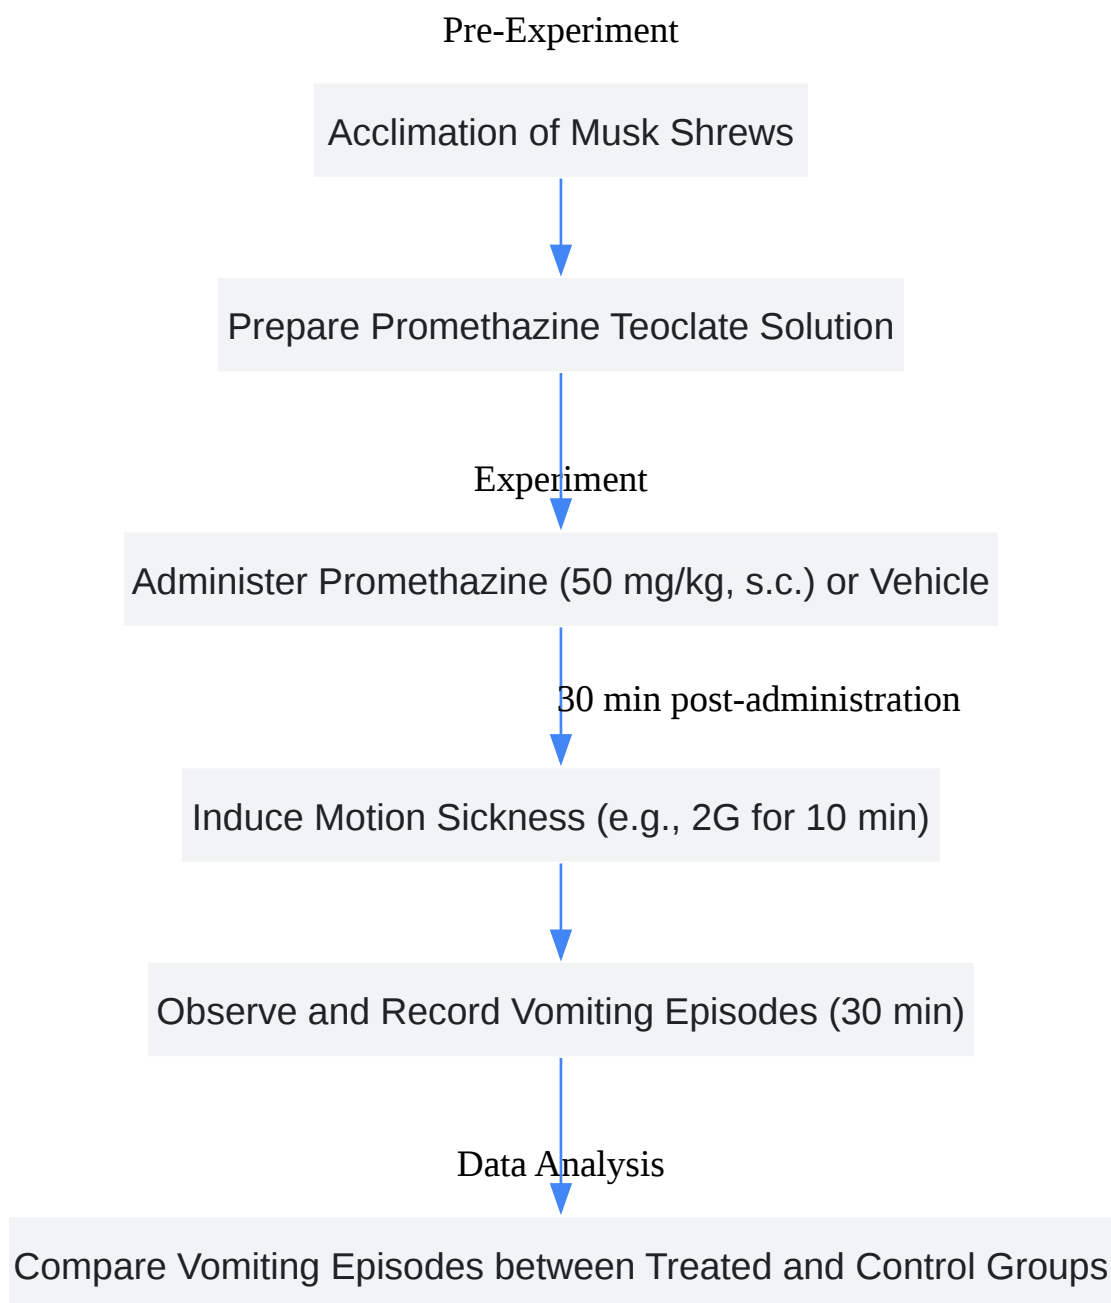 Pre-Experiment
Acclimation of Musk Shrews
Prepare Promethazine Teoclate Solution
Experiment
Administer Promethazine (50 mg/kg, s.c.) or Vehicle
30 min post-administration
Induce Motion Sickness (e.g., 2G for 10 min)
Observe and Record Vomiting Episodes (30 min)
Data Analysis
Compare Vomiting Episodes between Treated and Control Groups